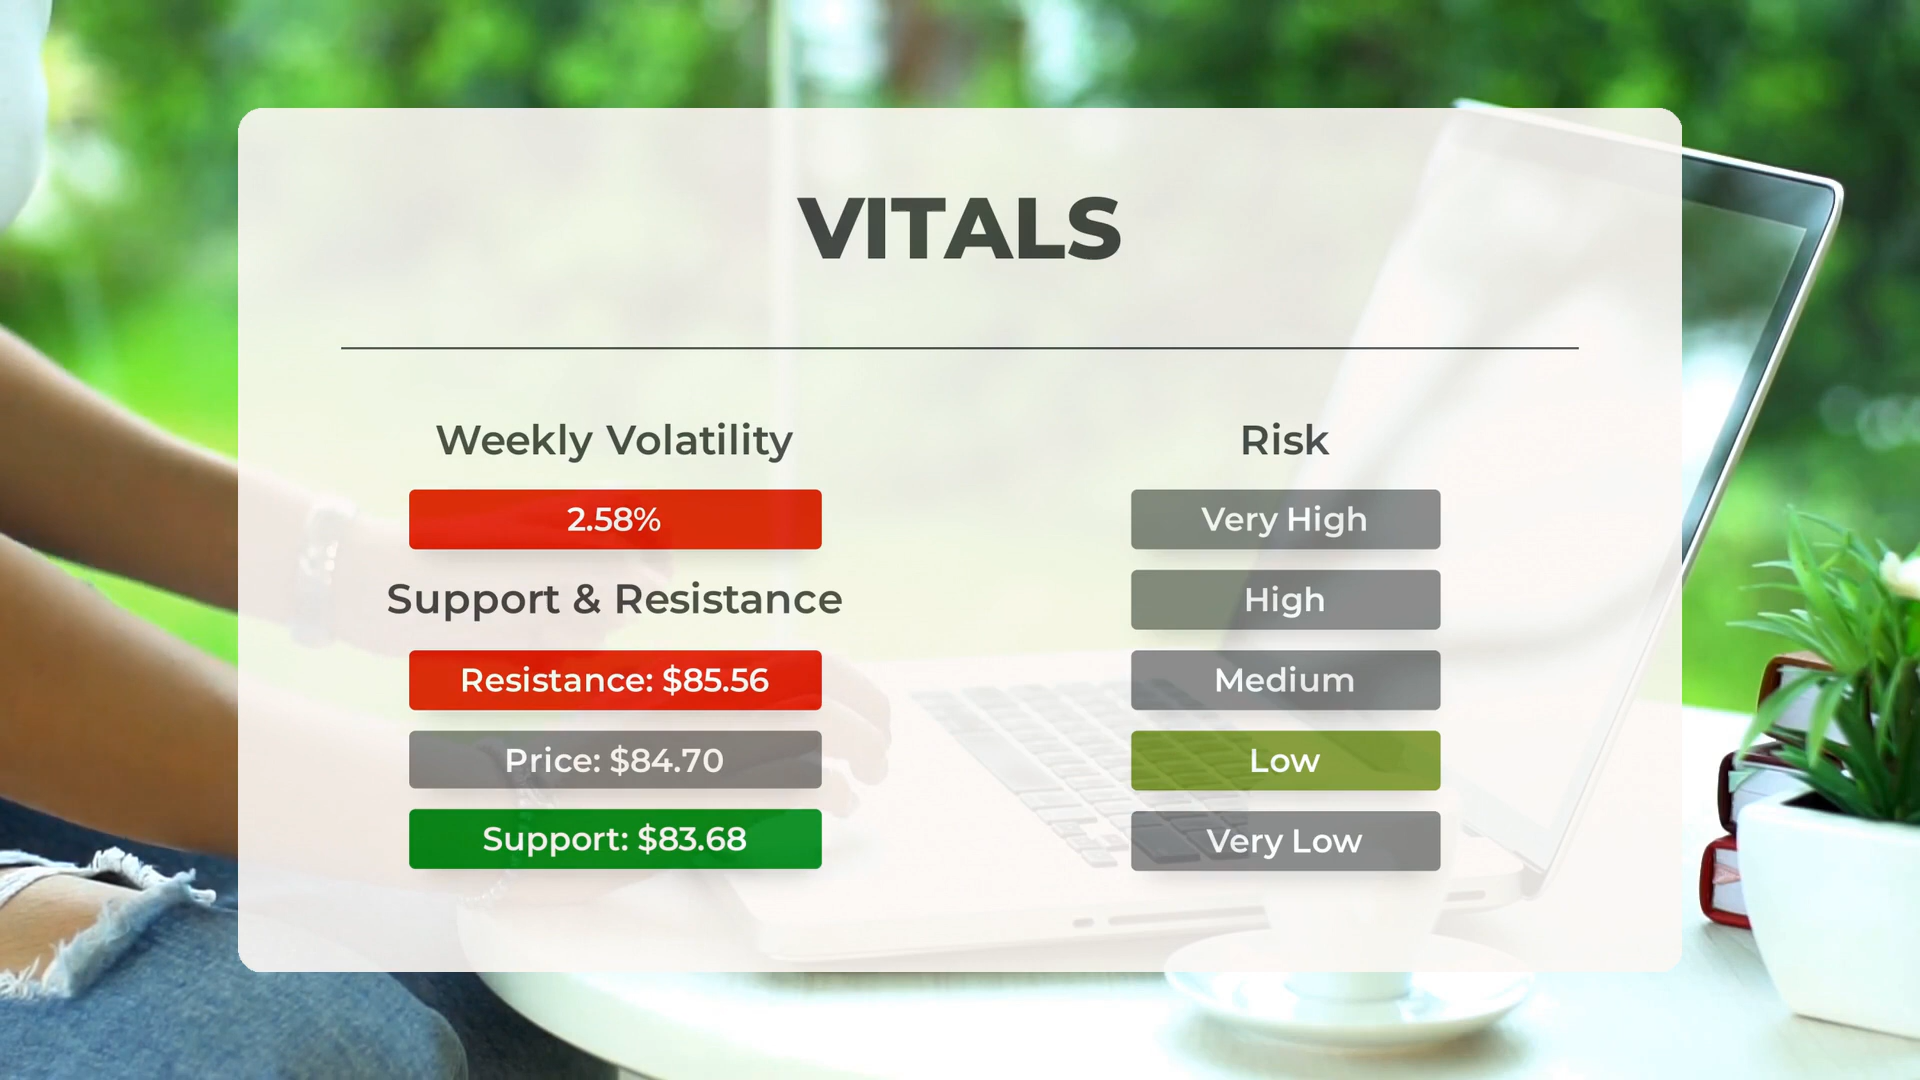 VITALS
Weekly Volatility
2.58%
Support & Resistance
Resistance: $85.56
Price: $84.70
Support: $83.68
Risk
Very High
High
Medium
Low
Very Low